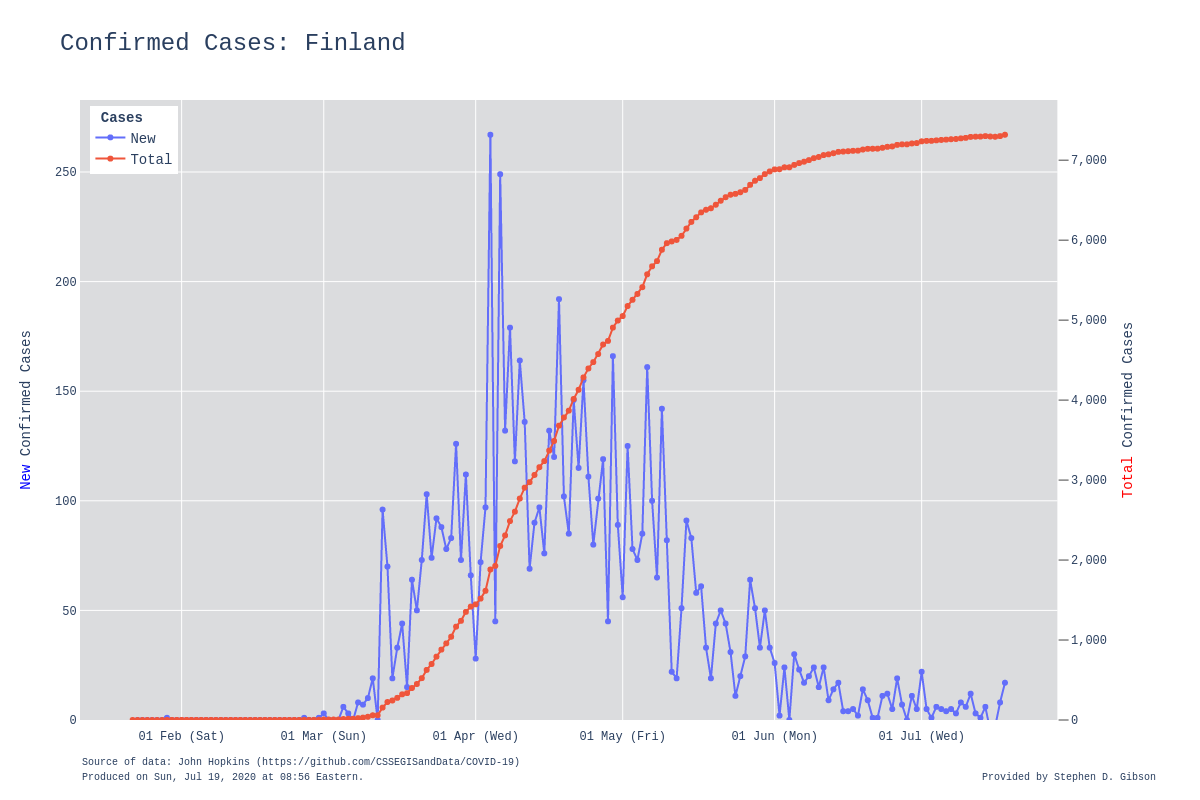 Confirmed Cases: Finland
Cases
New
Total
250
200
150
100
50
0
7,000
6,000
5,000
4,000
3,000
2,000
1,000
0
New Confirmed Cases
Total Confirmed Cases
01 Feb (Sat)
01 Mar (Sun)
01 Apr (Wed)
01 May (Fri)
01 Jun (Mon)
01 Jul (Wed)
Source of data: John Hopkins (https://github.com/CSSEGISandData/COVID-19)
Produced on Sun, Jul 19, 2020 at 08:56 Eastern.
Provided by Stephen D. Gibson